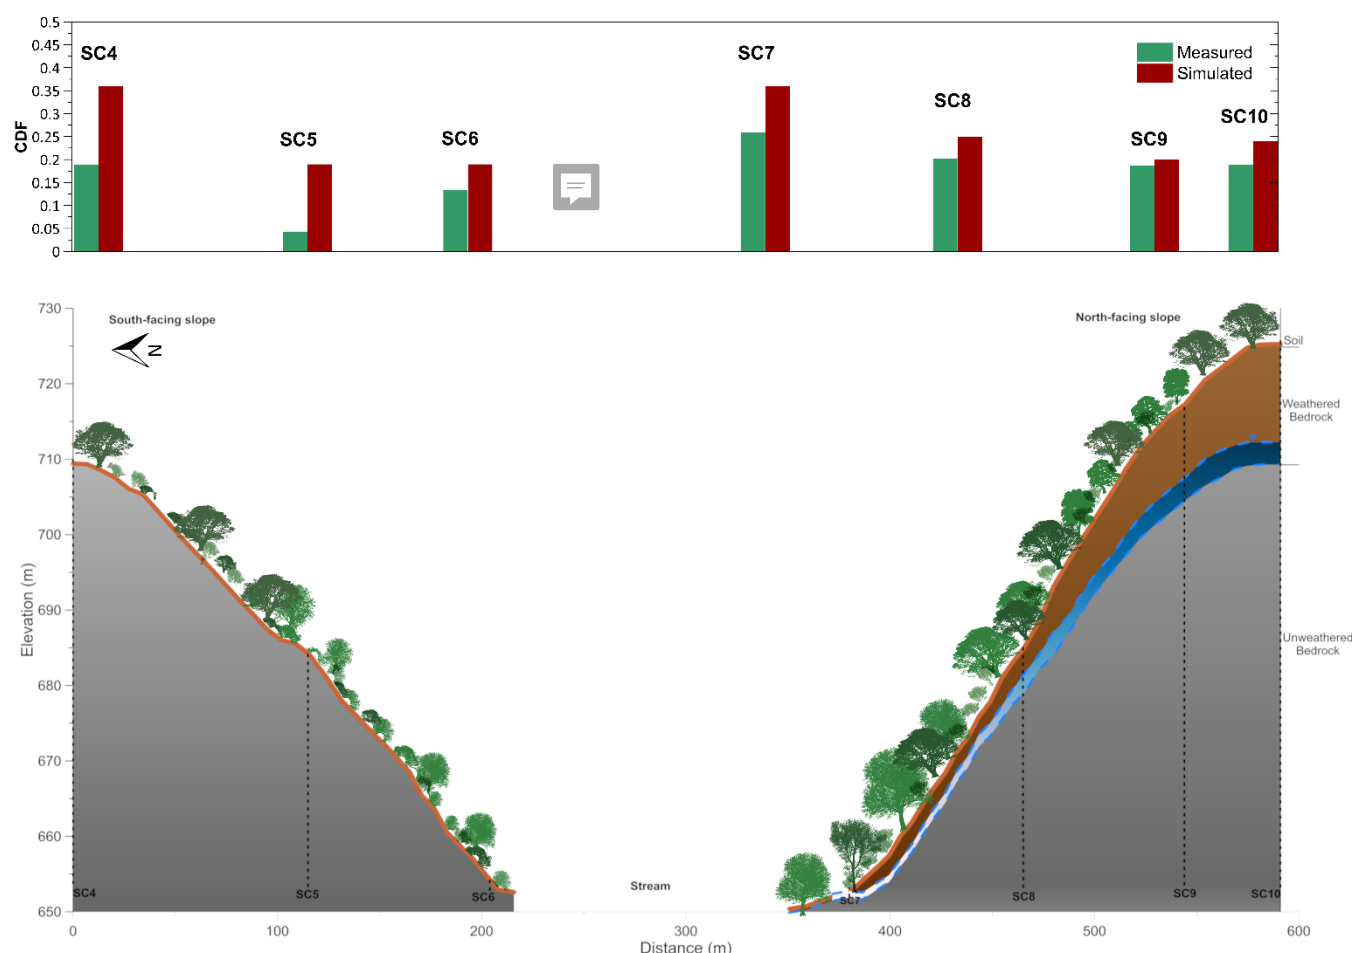 0.5
0.45
0.4
0.35
0.3
0.25
0.2
0.15
0.1
0.05
0
CDF
SC4
SC5
SC6
SC7
SC8
SC9
SC10
Measured
Simulated
730
720
710
700
690
680
670
660
650
Elevation (m)
South-facing slope
N
North-facing slope
Soil
Weathered
Bedrock
Unweathered
Bedrock
Stream
SC4
SC5
SC6
SC7
SC8
SC9
SC10
0
100
200
300
400
500
600
Distance (m)